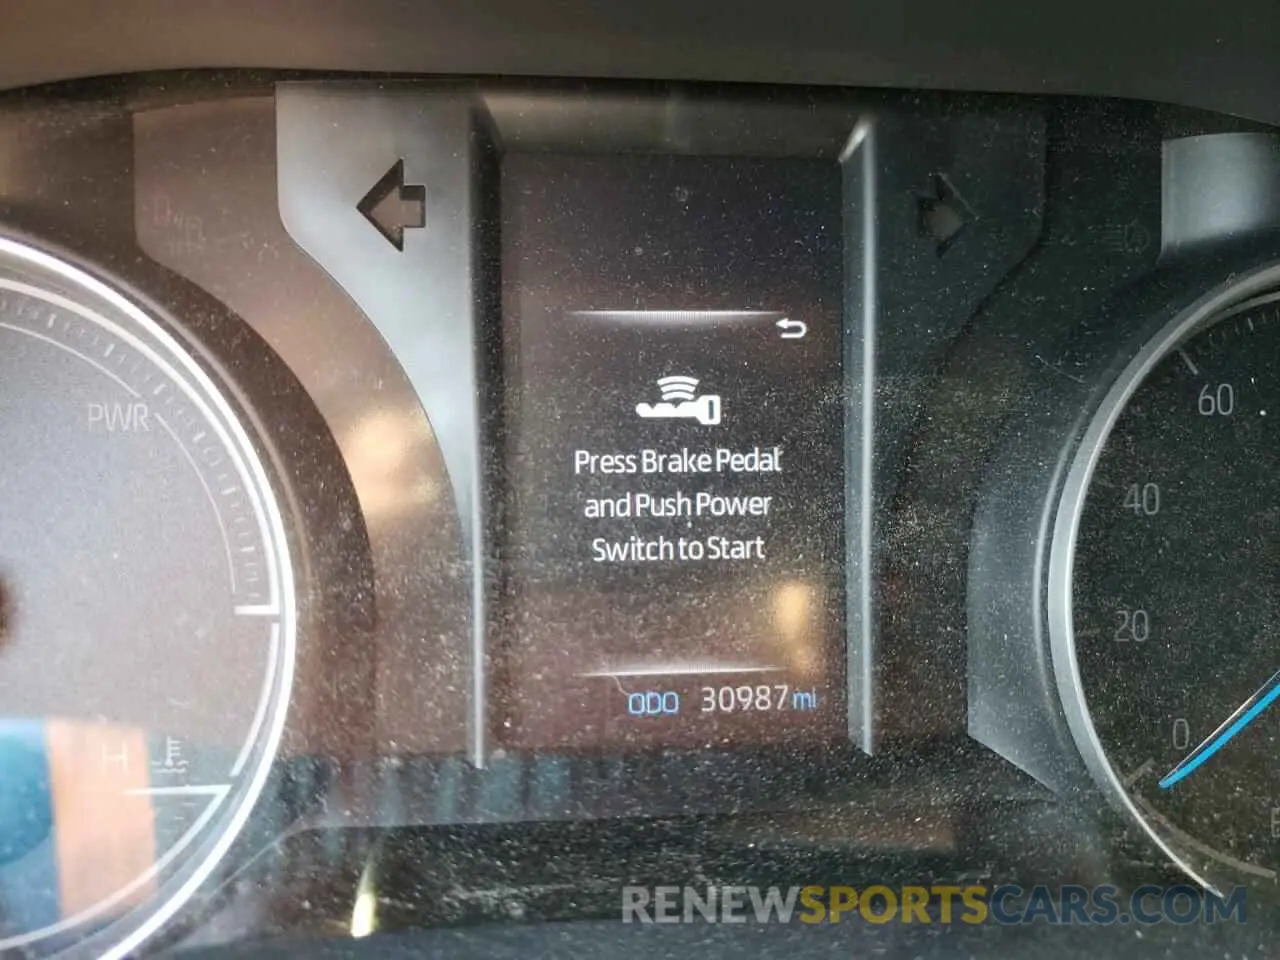 PWR
Press Brake Pedal
and Push Power
Switch to Start
ODO 30987 mi
60
40
20
0
H
RENEWSPORTSCARS.COM